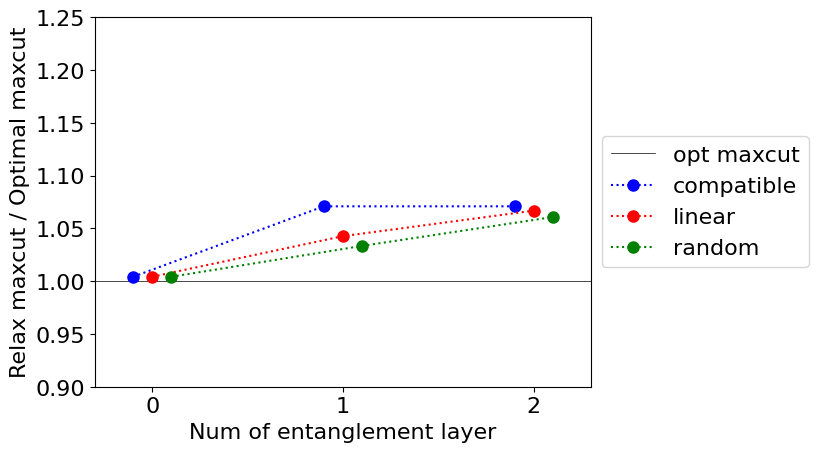 1.25
1.20
1.15
1.10
1.05
1.00
0.95
0.90
Relax maxcut / Optimal maxcut
0 1 2
Num of entanglement layer
opt maxcut
compatible
linear
random